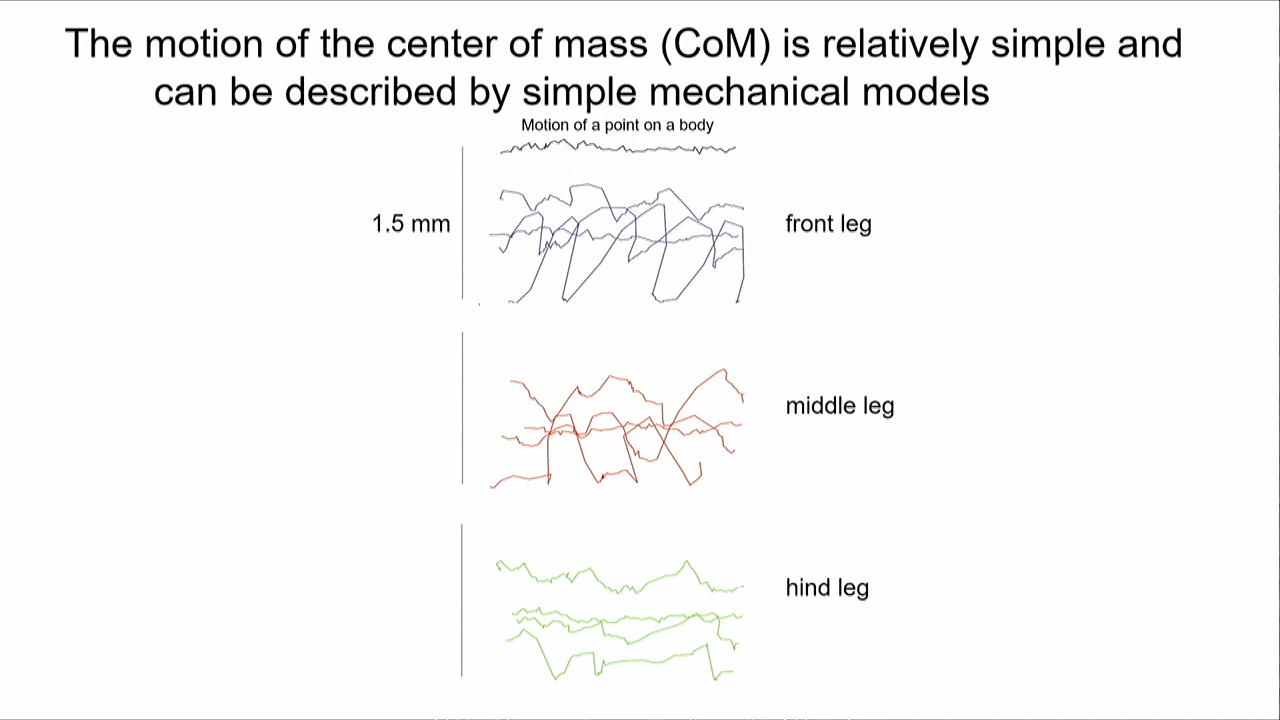 The motion of the center of mass (CoM) is relatively simple and
can be described by simple mechanical models
Motion of a point on a body
1.5 mm
front leg
middle leg
hind leg